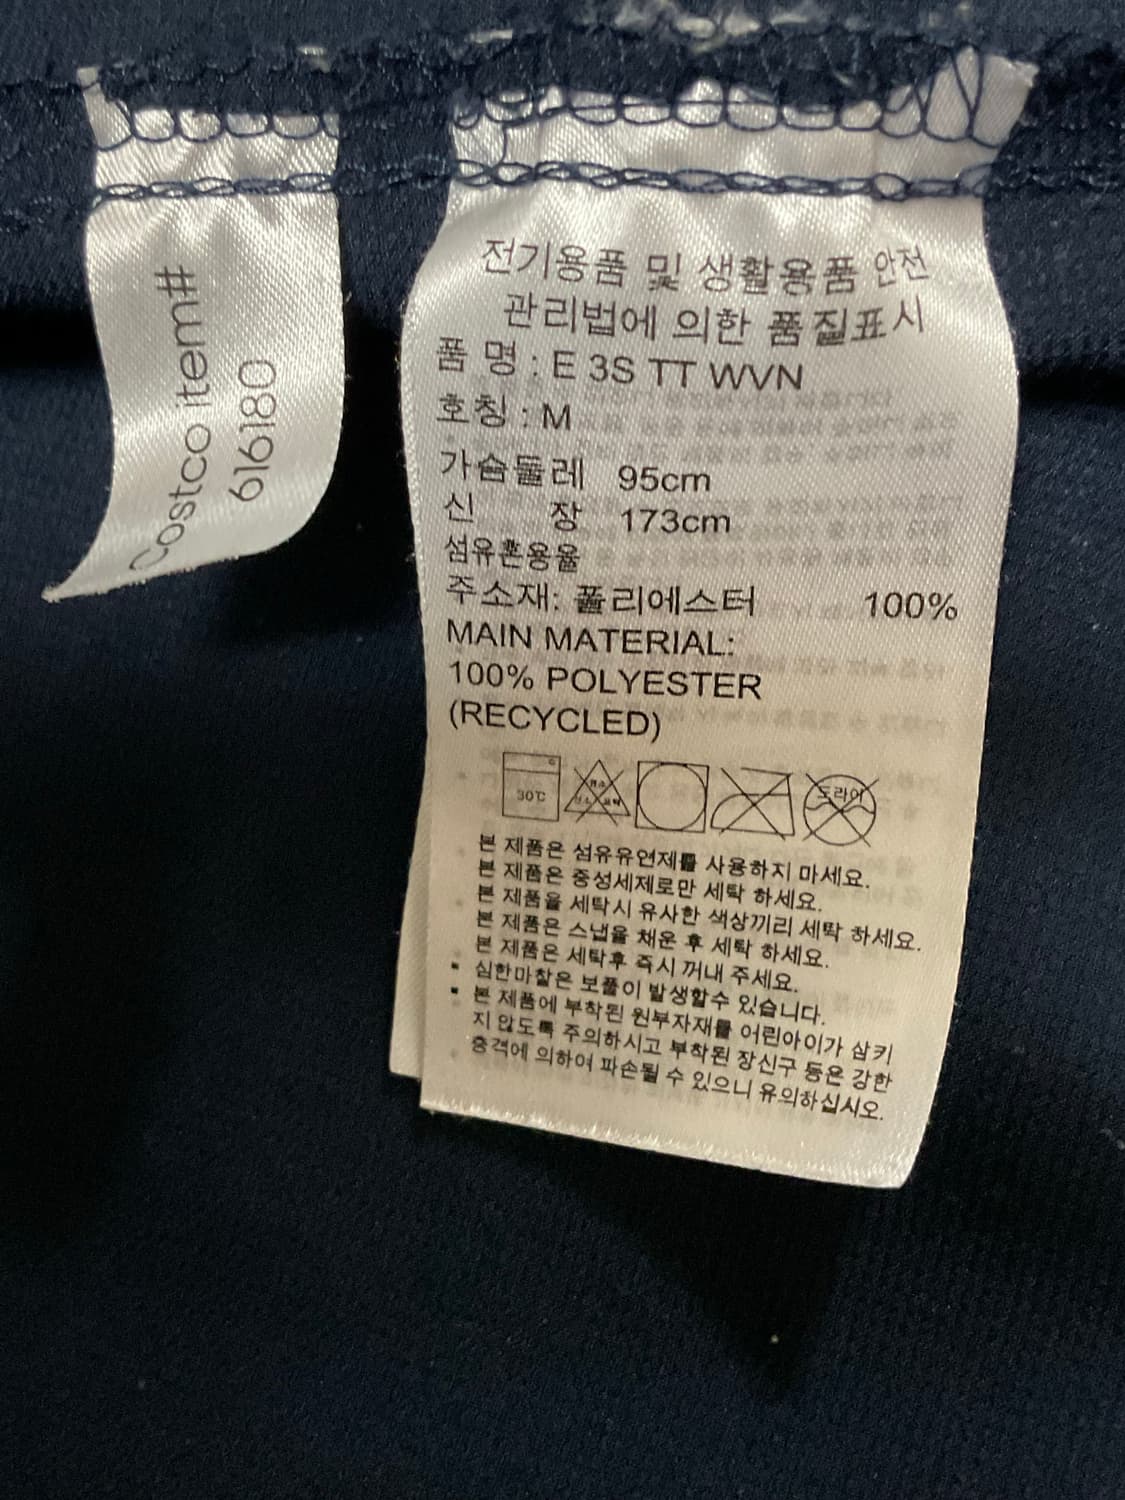 Costco item#
616180
전기용품 및 생활용품 안전
관리법에 의한 품질표시
품 명 : E 3S TT WVN
호칭 : M
가슴둘레 95cm
신 장 173cm
섬유혼용율
주소재: 폴리에스터 100%
MAIN MATERIAL:
100% POLYESTER
(RECYCLED)
30℃
드라이
본 제품은 섬유유연제를 사용하지 마세요.
본 제품은 중성세제로만 세탁 하세요.
본 제품을 세탁시 유사한 색상끼리 세탁 하세요.
본 제품은 스냅을 채운 후 세탁 하세요.
본 제품은 세탁후 즉시 꺼내 주세요.
▪ 심한마찰은 보풀이 발생할수 있습니다.
▪ 본 제품에 부착된 원부자재를 어린아이가 삼키
지 않도록 주의하시고 부착된 장신구 등은 강한
충격에 의하여 파손될 수 있으니 유의하십시오.